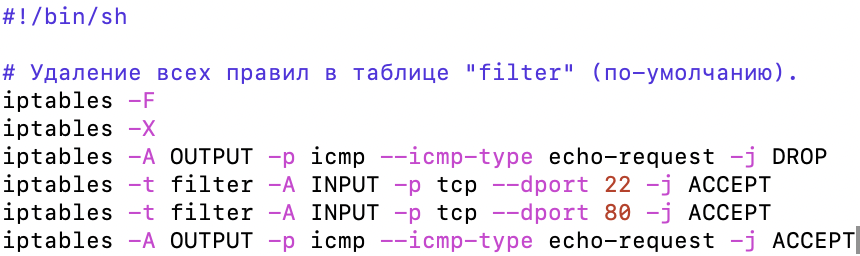 #!/bin/sh
# Удаление всех правил в таблице "filter" (по-умолчанию).
iptables -F
iptables -X
iptables -A OUTPUT -p icmp --icmp-type echo-request -j DROP
iptables -t filter -A INPUT -p tcp --dport 22 -j ACCEPT
iptables -t filter -A INPUT -p tcp --dport 80 -j ACCEPT
iptables -A OUTPUT -p icmp --icmp-type echo-request -j ACCEPT